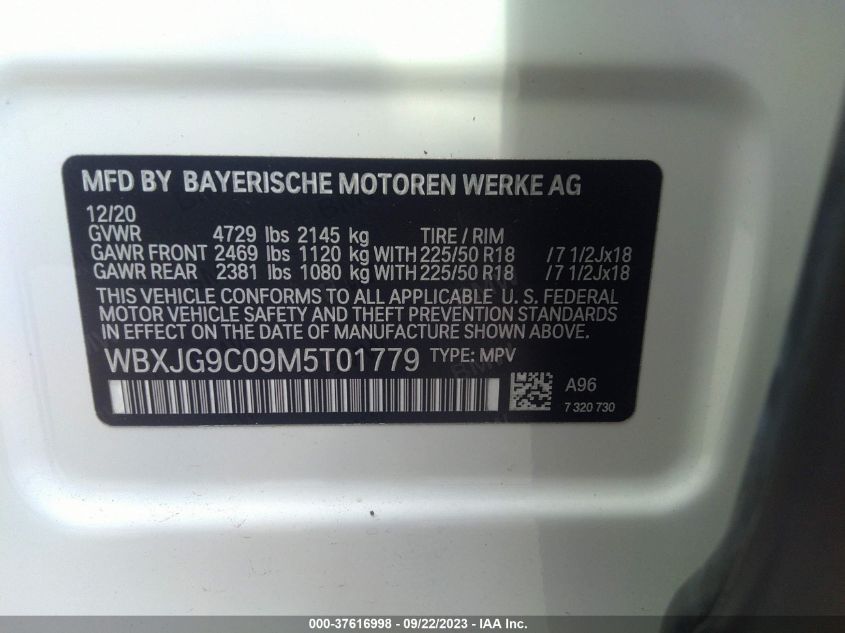 MFD BY BAYERISCHE MOTOREN WERKE AG
12/20
GVWR 4729 lbs 2145 kg TIRE / RIM
GAWR FRONT 2469 lbs 1120 kg WITH 225/50 R18 /7 1/2Jx18
GAWR REAR 2381 lbs 1080 kg WITH 225/50 R18 /7 1/2Jx18
THIS VEHICLE CONFORMS TO ALL APPLICABLE U. S. FEDERAL
MOTOR VEHICLE SAFETY AND THEFT PREVENTION STANDARDS
IN EFFECT ON THE DATE OF MANUFACTURE SHOWN ABOVE.
WBXJG9C09M5T01779 TYPE: MPV
A96
7 320 730
000-37616998 - 09/22/2023 - IAA Inc.